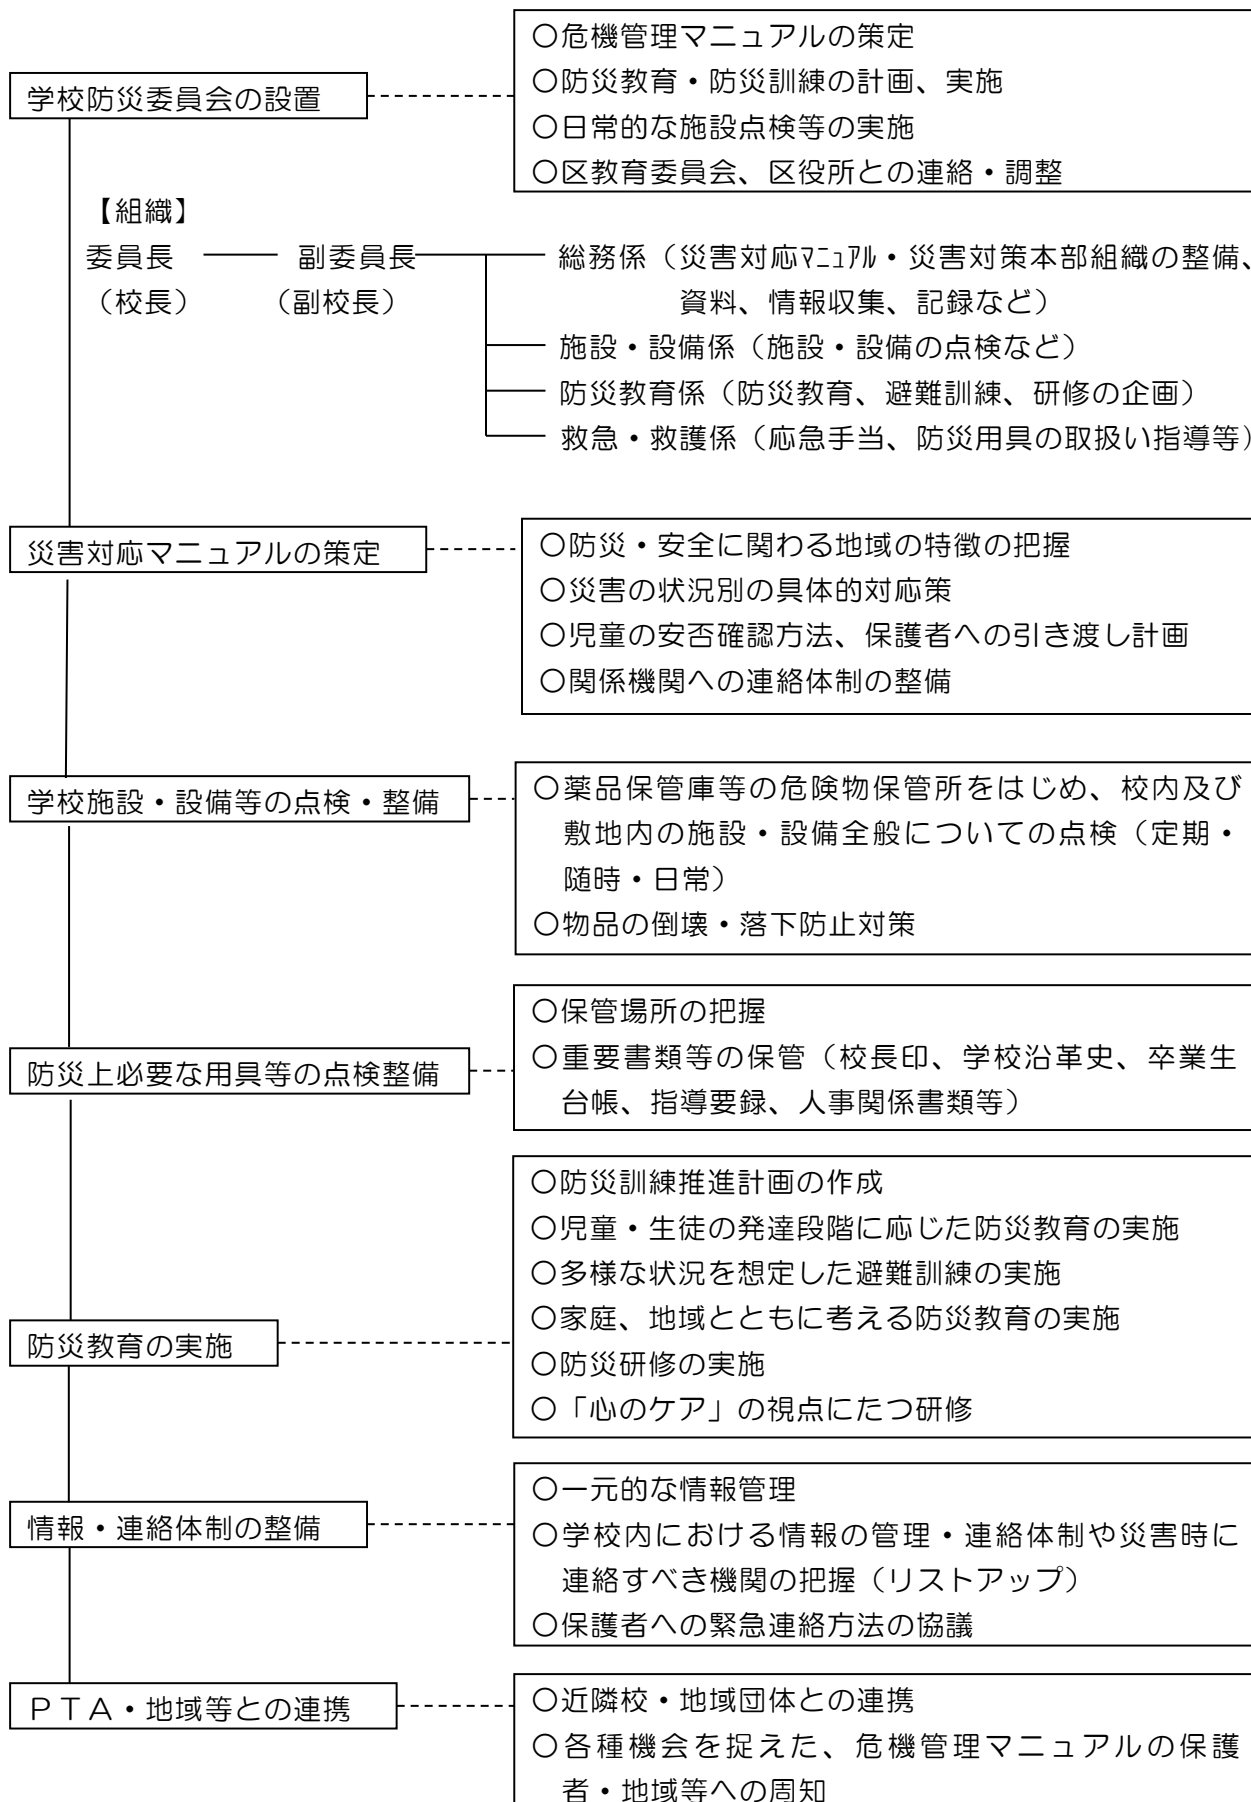 学校防災委員会の設置
○危機管理マニュアルの策定
○防災教育・防災訓練の計画、実施
○日常的な施設点検等の実施
○区教育委員会、区役所との連絡・調整
【組織】
委員長 副委員長 総務係（災害対応ﾏﾆｭｱﾙ・災害対策本部組織の整備、
（校長） （副校長） 資料、情報収集、記録など）
施設・設備係（施設・設備の点検など）
防災教育係（防災教育、避難訓練、研修の企画）
救急・救護係（応急手当、防災用具の取扱い指導等）
災害対応マニュアルの策定
○防災・安全に関わる地域の特徴の把握
○災害の状況別の具体的対応策
○児童の安否確認方法、保護者への引き渡し計画
○関係機関への連絡体制の整備
学校施設・設備等の点検・整備
○薬品保管庫等の危険物保管所をはじめ、校内及び
敷地内の施設・設備全般についての点検（定期・
随時・日常）
○物品の倒壊・落下防止対策
防災上必要な用具等の点検整備
○保管場所の把握
○重要書類等の保管（校長印、学校沿革史、卒業生
台帳、指導要録、人事関係書類等）
防災教育の実施
○防災訓練推進計画の作成
○児童・生徒の発達段階に応じた防災教育の実施
○多様な状況を想定した避難訓練の実施
○家庭、地域とともに考える防災教育の実施
○防災研修の実施
○「心のケア」の視点にたつ研修
情報・連絡体制の整備
○一元的な情報管理
○学校内における情報の管理・連絡体制や災害時に
連絡すべき機関の把握（リストアップ）
○保護者への緊急連絡方法の協議
ＰＴＡ・地域等との連携
○近隣校・地域団体との連携
○各種機会を捉えた、危機管理マニュアルの保護
者・地域等への周知